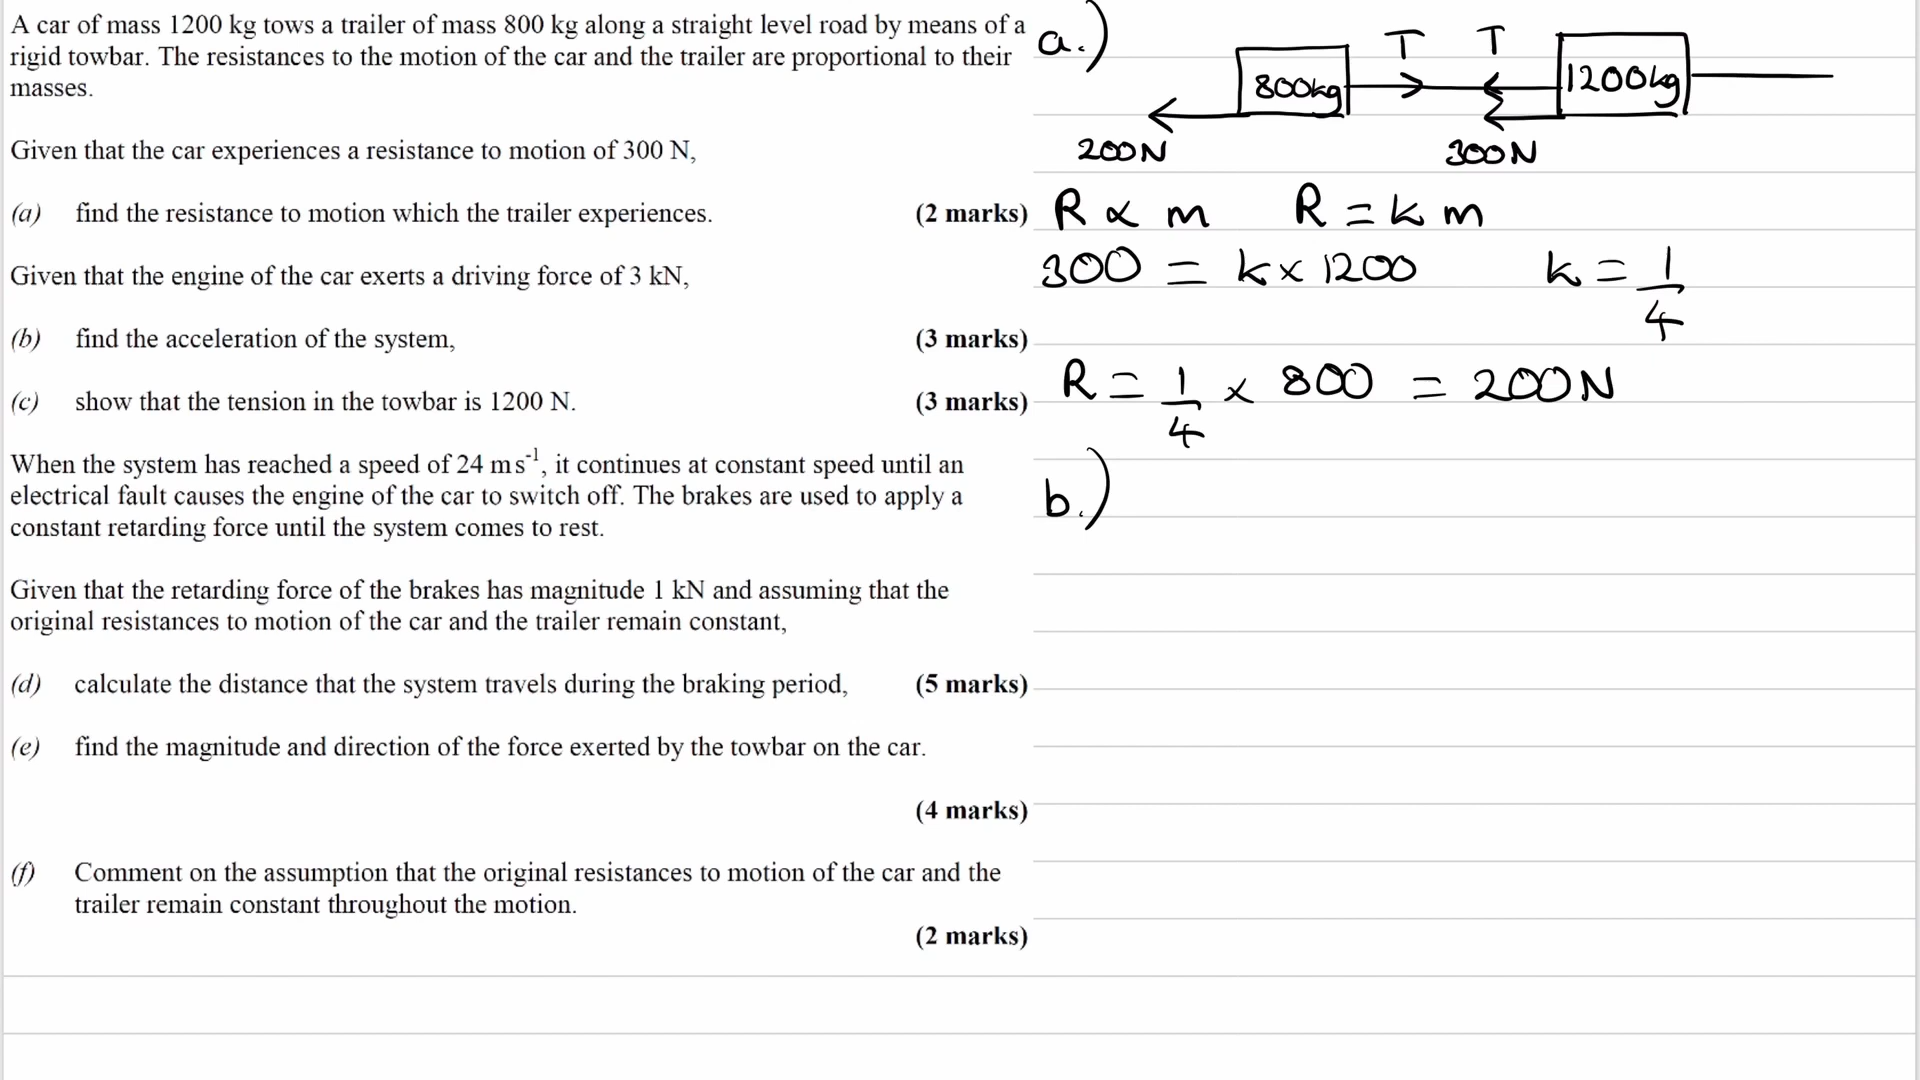 A car of mass 1200 kg tows a trailer of mass 800 kg along a straight level road by means of a
rigid towbar. The resistances to the motion of the car and the trailer are proportional to their
masses.
Given that the car experiences a resistance to motion of 300 N,
(a) find the resistance to motion which the trailer experiences. (2 marks)
Given that the engine of the car exerts a driving force of 3 kN,
(b) find the acceleration of the system, (3 marks)
(c) show that the tension in the towbar is 1200 N. (3 marks)
When the system has reached a speed of 24 m s⁻¹, it continues at constant speed until an
electrical fault causes the engine of the car to switch off. The brakes are used to apply a
constant retarding force until the system comes to rest.
Given that the retarding force of the brakes has magnitude 1 kN and assuming that the
original resistances to motion of the car and the trailer remain constant,
(d) calculate the distance that the system travels during the braking period, (5 marks)
(e) find the magnitude and direction of the force exerted by the towbar on the car.
(4 marks)
(f) Comment on the assumption that the original resistances to motion of the car and the
trailer remain constant throughout the motion.
(2 marks)
a.)
T T
800kg 1200kg
200N 300N
R ∝ m R = k m
300 = k × 1200 k = 1/4
R = 1/4 × 800 = 200N
b.)